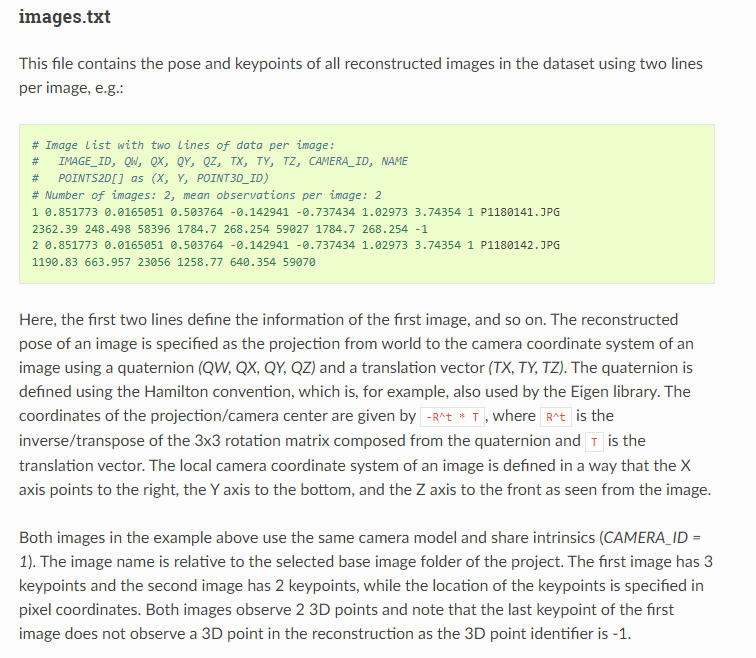 images.txt
This file contains the pose and keypoints of all reconstructed images in the dataset using two lines
per image, e.g.:
# Image list with two lines of data per image:
#   IMAGE_ID, QW, QX, QY, QZ, TX, TY, TZ, CAMERA_ID, NAME
#   POINTS2D[] as (X, Y, POINT3D_ID)
# Number of images: 2, mean observations per image: 2
1 0.851773 0.0165051 0.503764 -0.142941 -0.737434 1.02973 3.74354 1 P1180141.JPG
2362.39 248.498 58396 1784.7 268.254 59027 1784.7 268.254 -1
2 0.851773 0.0165051 0.503764 -0.142941 -0.737434 1.02973 3.74354 1 P1180142.JPG
1190.83 663.957 23056 1258.77 640.354 59070
Here, the first two lines define the information of the first image, and so on. The reconstructed
pose of an image is specified as the projection from world to the camera coordinate system of an
image using a quaternion (QW, QX, QY, QZ) and a translation vector (TX, TY, TZ). The quaternion is
defined using the Hamilton convention, which is, for example, also used by the Eigen library. The
coordinates of the projection/camera center are given by -R^t * T, where R^t is the
inverse/transpose of the 3x3 rotation matrix composed from the quaternion and T is the
translation vector. The local camera coordinate system of an image is defined in a way that the X
axis points to the right, the Y axis to the bottom, and the Z axis to the front as seen from the image.
Both images in the example above use the same camera model and share intrinsics (CAMERA_ID =
1). The image name is relative to the selected base image folder of the project. The first image has 3
keypoints and the second image has 2 keypoints, while the location of the keypoints is specified in
pixel coordinates. Both images observe 2 3D points and note that the last keypoint of the first
image does not observe a 3D point in the reconstruction as the 3D point identifier is -1.